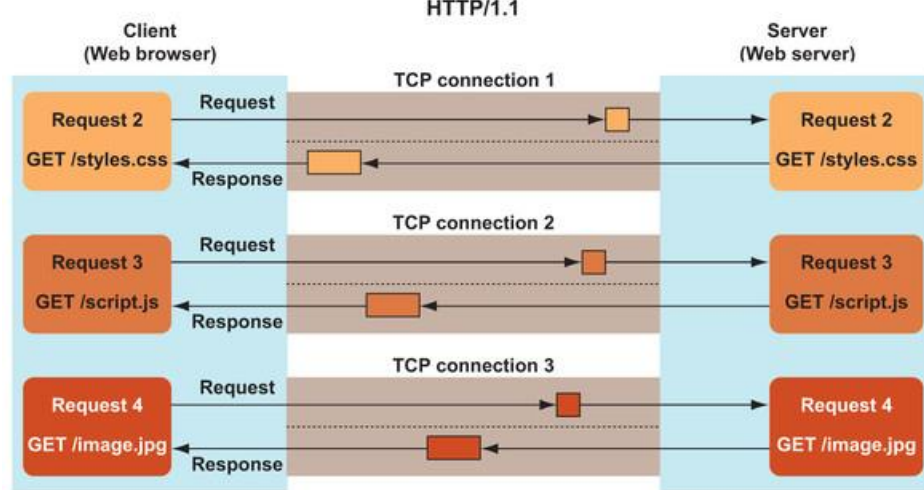 HTTP/1.1
Client
(Web browser)
Server
(Web server)
TCP connection 1
Request 2
GET /styles.css
Request
Response
Request 2
GET /styles.css
TCP connection 2
Request 3
GET /script.js
Request
Response
Request 3
GET /script.js
TCP connection 3
Request 4
GET /image.jpg
Request
Response
Request 4
GET /image.jpg